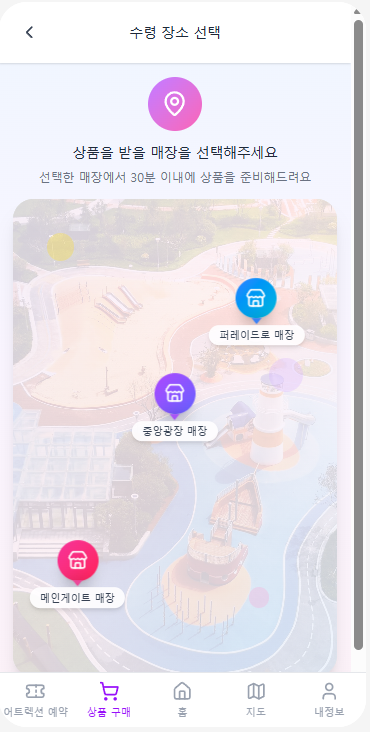 수령 장소 선택
상품을 받을 매장을 선택해주세요
선택한 매장에서 30분 이내에 상품을 준비해드려요
퍼레이드로 매장
중앙광장 매장
메인게이트 매장
어트랙션 예약
상품 구매
홈
지도
내정보